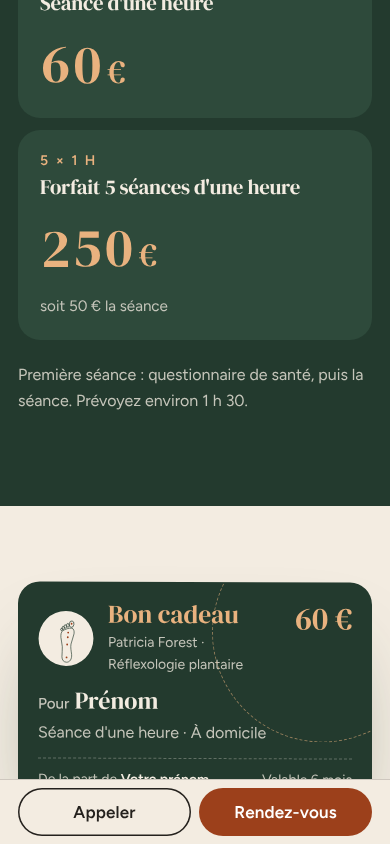 Séance d'une heure
60 €
5 × 1 H
Forfait 5 séances d'une heure
250 €
soit 50 € la séance
Première séance : questionnaire de santé, puis la
séance. Prévoyez environ 1 h 30.
Bon cadeau
60 €
Patricia Forest ·
Réflexologie plantaire
Pour Prénom
Séance d'une heure · À domicile
De la part de Votre prénom
Valable 6 mois
Appeler
Rendez-vous